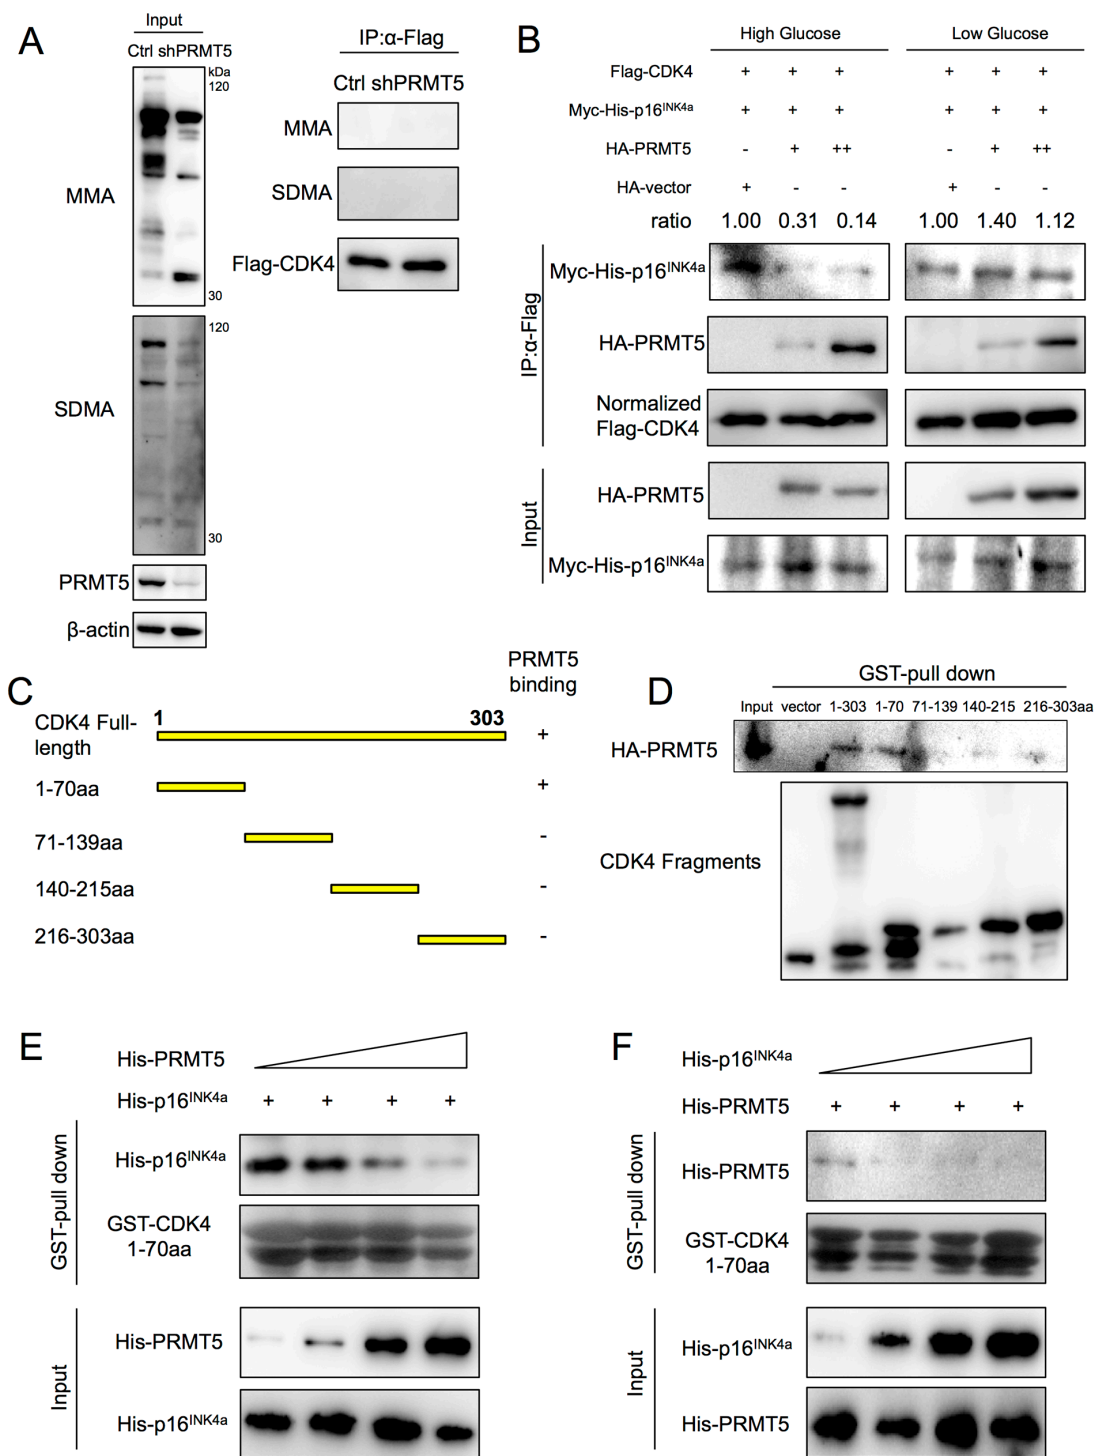 A
Input
Ctrl shPRMT5
kDa
120
MMA
30
120
SDMA
30
PRMT5
β-actin
IP:α-Flag
Ctrl shPRMT5
MMA
SDMA
Flag-CDK4
B
High Glucose Low Glucose
Flag-CDK4 + + + + + +
Myc-His-p16INK4a + + + + + +
HA-PRMT5 - + ++ - + ++
HA-vector + - - + - -
ratio 1.00 0.31 0.14 1.00 1.40 1.12
IP:α-Flag
Myc-His-p16INK4a
HA-PRMT5
Normalized
Flag-CDK4
Input
HA-PRMT5
Myc-His-p16INK4a
C
PRMT5
binding
CDK4 Full-
length
1 303
+
1-70aa +
71-139aa -
140-215aa -
216-303aa -
D
GST-pull down
Input vector 1-303 1-70 71-139 140-215 216-303aa
HA-PRMT5
CDK4 Fragments
E
His-PRMT5
His-p16INK4a + + + +
GST-pull down
His-p16INK4a
GST-CDK4
1-70aa
Input
His-PRMT5
His-p16INK4a
F
His-p16INK4a
His-PRMT5 + + + +
GST-pull down
His-PRMT5
GST-CDK4
1-70aa
Input
His-p16INK4a
His-PRMT5